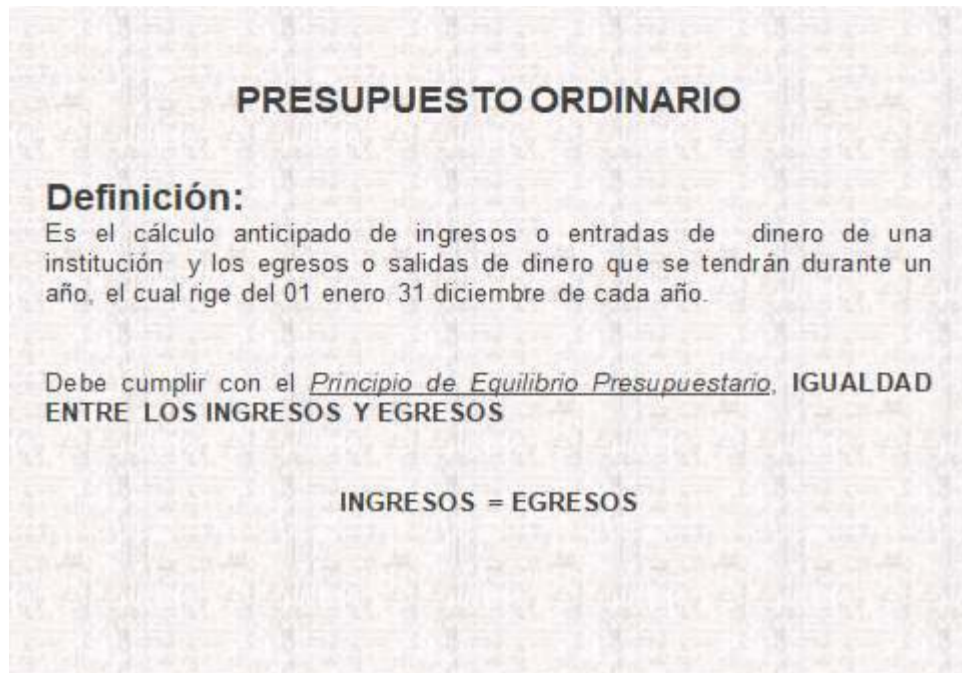 PRESUPUESTO ORDINARIO
Definición:
Es el cálculo anticipado de ingresos o entradas de dinero de una
institución y los egresos o salidas de dinero que se tendrán durante un
año, el cual rige del 01 enero 31 diciembre de cada año.
Debe cumplir con el Principio de Equilibrio Presupuestario, IGUALDAD
ENTRE LOS INGRESOS Y EGRESOS
INGRESOS = EGRESOS